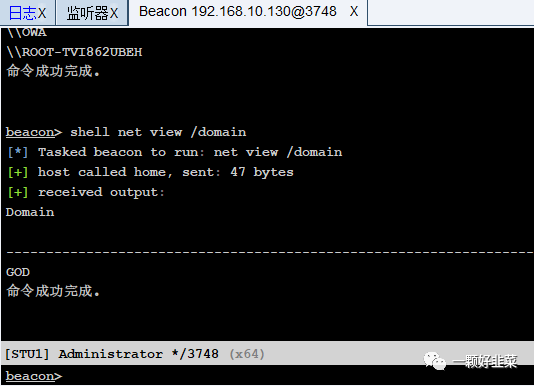 日志X 监听器X Beacon 192.168.10.130@3748 X
\\OWA
\\ROOT-TVI862UBEH
命令成功完成。
beacon> shell net view /domain
[*] Tasked beacon to run: net view /domain
[+] host called home, sent: 47 bytes
[+] received output:
Domain
-------------------------------------------------------------------------------
GOD
命令成功完成。
[STU1] Administrator */3748 (x64)
一颗好韭菜
beacon>